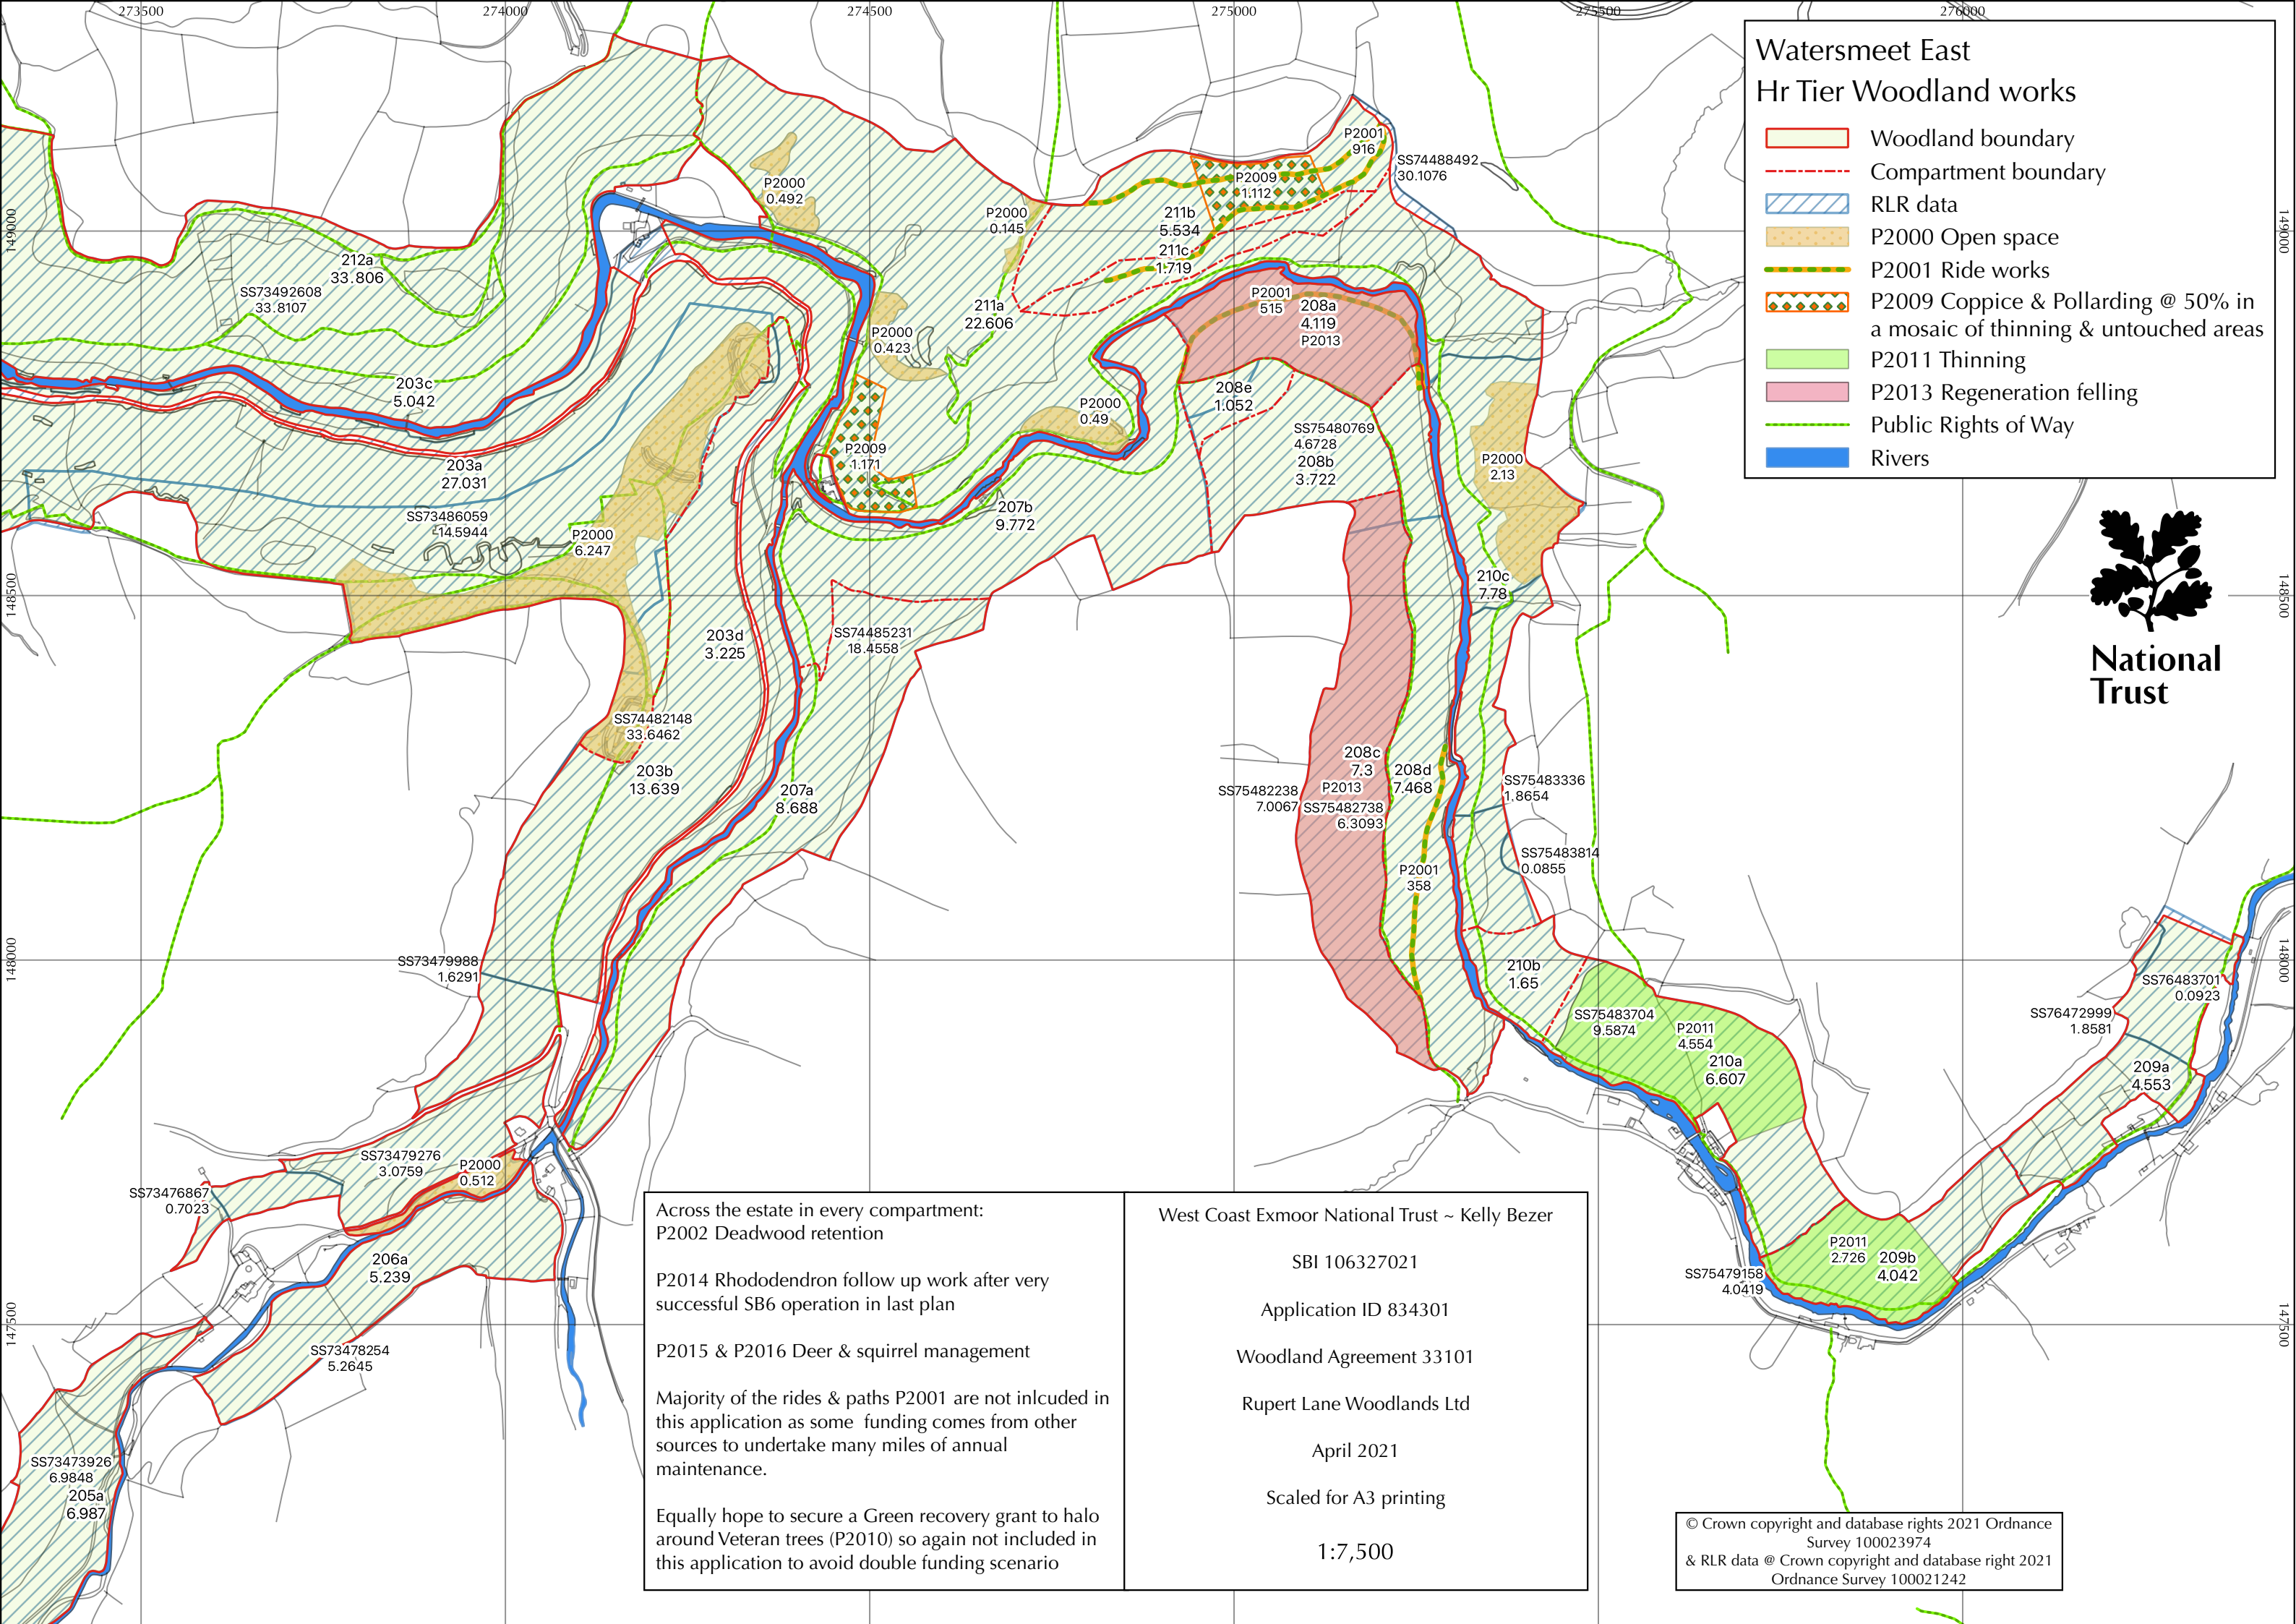 273500
274000
274500
275000
275500
276000
149000
148500
148000
147500
149000
148500
148000
147500
Watersmeet East
Hr Tier Woodland works
Woodland boundary
Compartment boundary
RLR data
P2000 Open space
P2001 Ride works
P2009 Coppice & Pollarding @ 50% in
a mosaic of thinning & untouched areas
P2011 Thinning
P2013 Regeneration felling
Public Rights of Way
Rivers
National
Trust
P2001
916
SS74488492
30.1076
P2009
1.112
P2000
0.492
P2000
0.145
211b
5.534
211c
1.719
212a
33.806
SS73492608
33.8107
211a
22.606
P2001
515
208a
4.119
P2013
P2000
0.423
203c
5.042
208e
1.052
P2000
0.49
SS75480769
4.6728
208b
3.722
P2009
1.171
203a
27.031
P2000
2.13
SS73486059
14.5944
207b
9.772
P2000
6.247
210c
7.78
203d
3.225
SS74485231
18.4558
SS74482148
33.6462
203b
13.639
207a
8.688
208c
7.3
P2013
SS75482238
7.0067
SS75482738
6.3093
208d
7.468
SS75483336
1.8654
SS75483814
0.0855
P2001
358
SS73479988
1.6291
210b
1.65
SS75483704
9.5874
P2011
4.554
210a
6.607
SS76483701
0.0923
SS76472999
1.8581
209a
4.553
SS73479276
3.0759
P2000
0.512
SS73476867
0.7023
206a
5.239
P2011
2.726
209b
4.042
SS75479158
4.0419
SS73478254
5.2645
SS73473926
6.9848
205a
6.987
Across the estate in every compartment:
P2002 Deadwood retention
P2014 Rhododendron follow up work after very
successful SB6 operation in last plan
P2015 & P2016 Deer & squirrel management
Majority of the rides & paths P2001 are not inlcuded in
this application as some funding comes from other
sources to undertake many miles of annual
maintenance.
Equally hope to secure a Green recovery grant to halo
around Veteran trees (P2010) so again not included in
this application to avoid double funding scenario
West Coast Exmoor National Trust ~ Kelly Bezer
SBI 106327021
Application ID 834301
Woodland Agreement 33101
Rupert Lane Woodlands Ltd
April 2021
Scaled for A3 printing
1:7,500
© Crown copyright and database rights 2021 Ordnance
Survey 100023974
& RLR data @ Crown copyright and database right 2021
Ordnance Survey 100021242